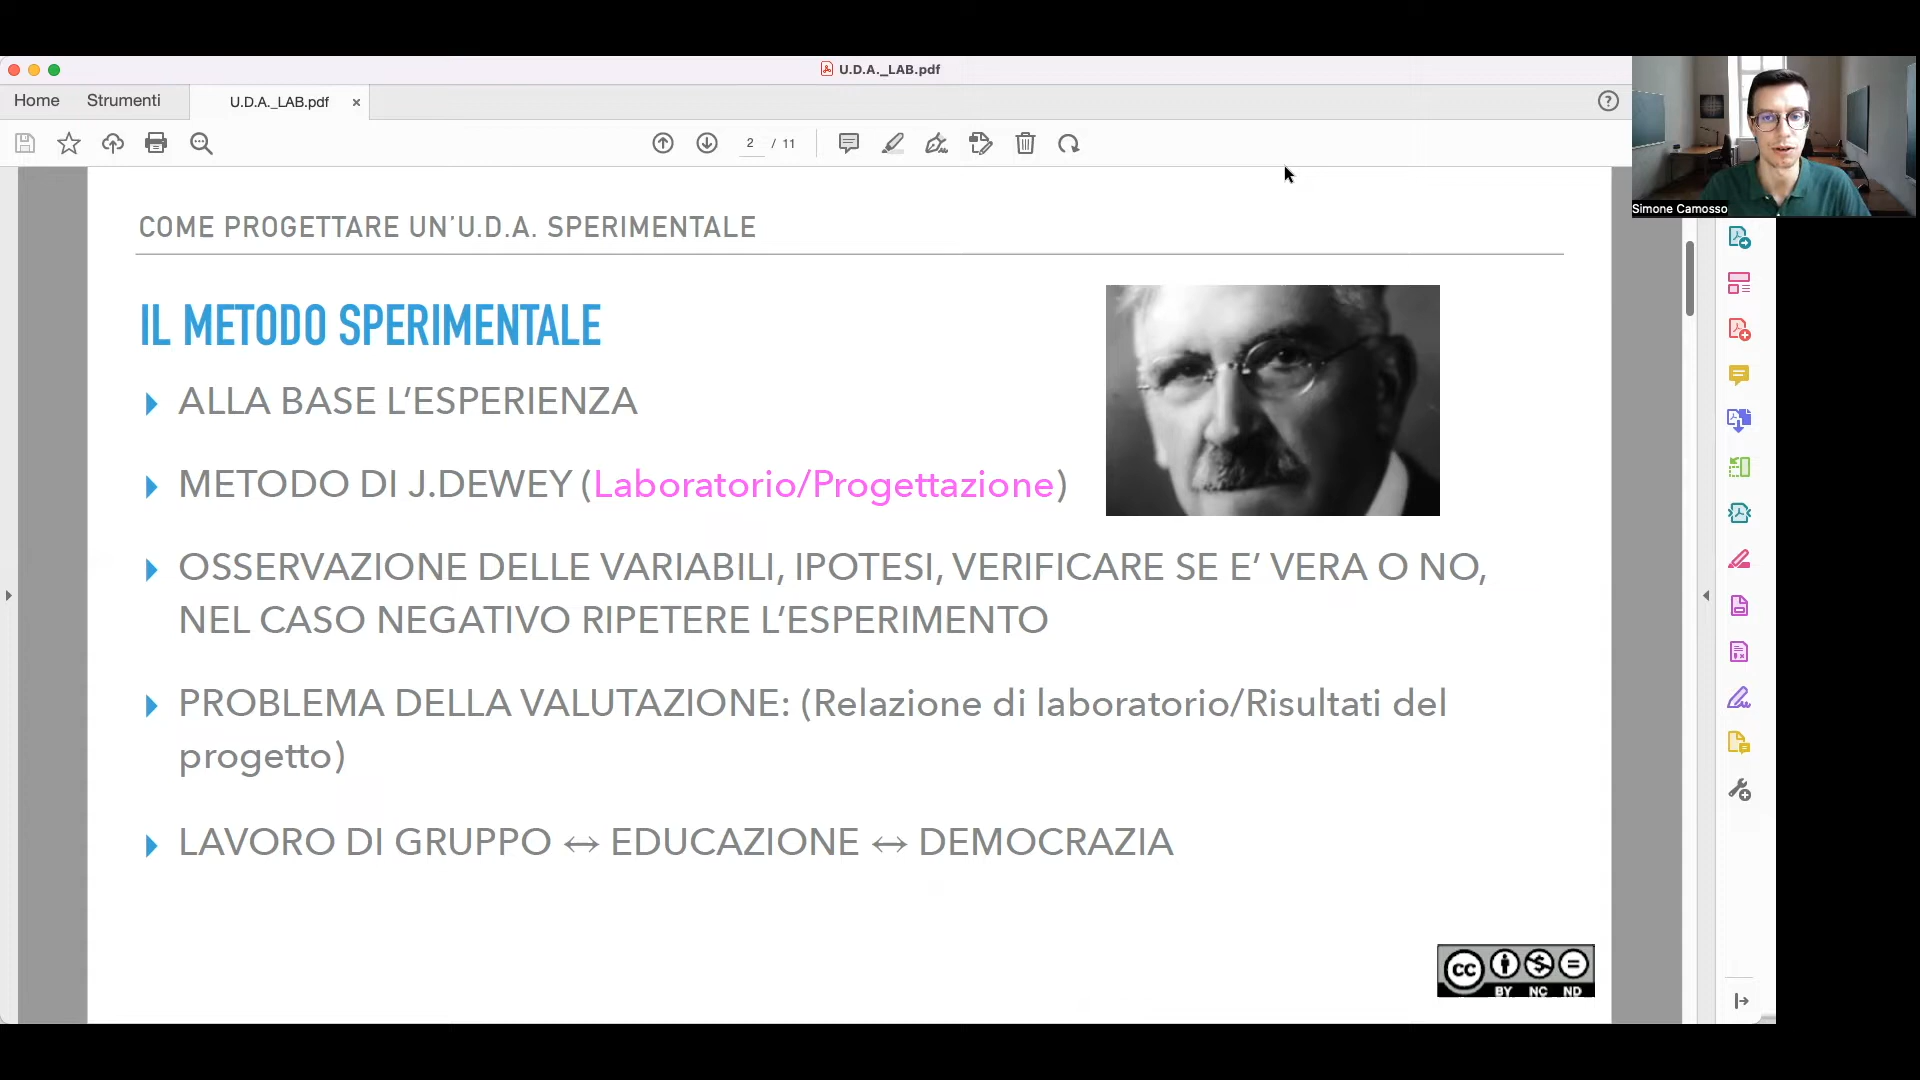 U.D.A._LAB.pdf
Home
Strumenti
U.D.A._LAB.pdf
2 / 11
Simone Camosso
COME PROGETTARE UN'U.D.A. SPERIMENTALE
IL METODO SPERIMENTALE
ALLA BASE L'ESPERIENZA
METODO DI J.DEWEY (Laboratorio/Progettazione)
OSSERVAZIONE DELLE VARIABILI, IPOTESI, VERIFICARE SE E' VERA O NO,
NEL CASO NEGATIVO RIPETERE L'ESPERIMENTO
PROBLEMA DELLA VALUTAZIONE: (Relazione di laboratorio/Risultati del
progetto)
LAVORO DI GRUPPO ↔ EDUCAZIONE ↔ DEMOCRAZIA
cc
BY NC ND